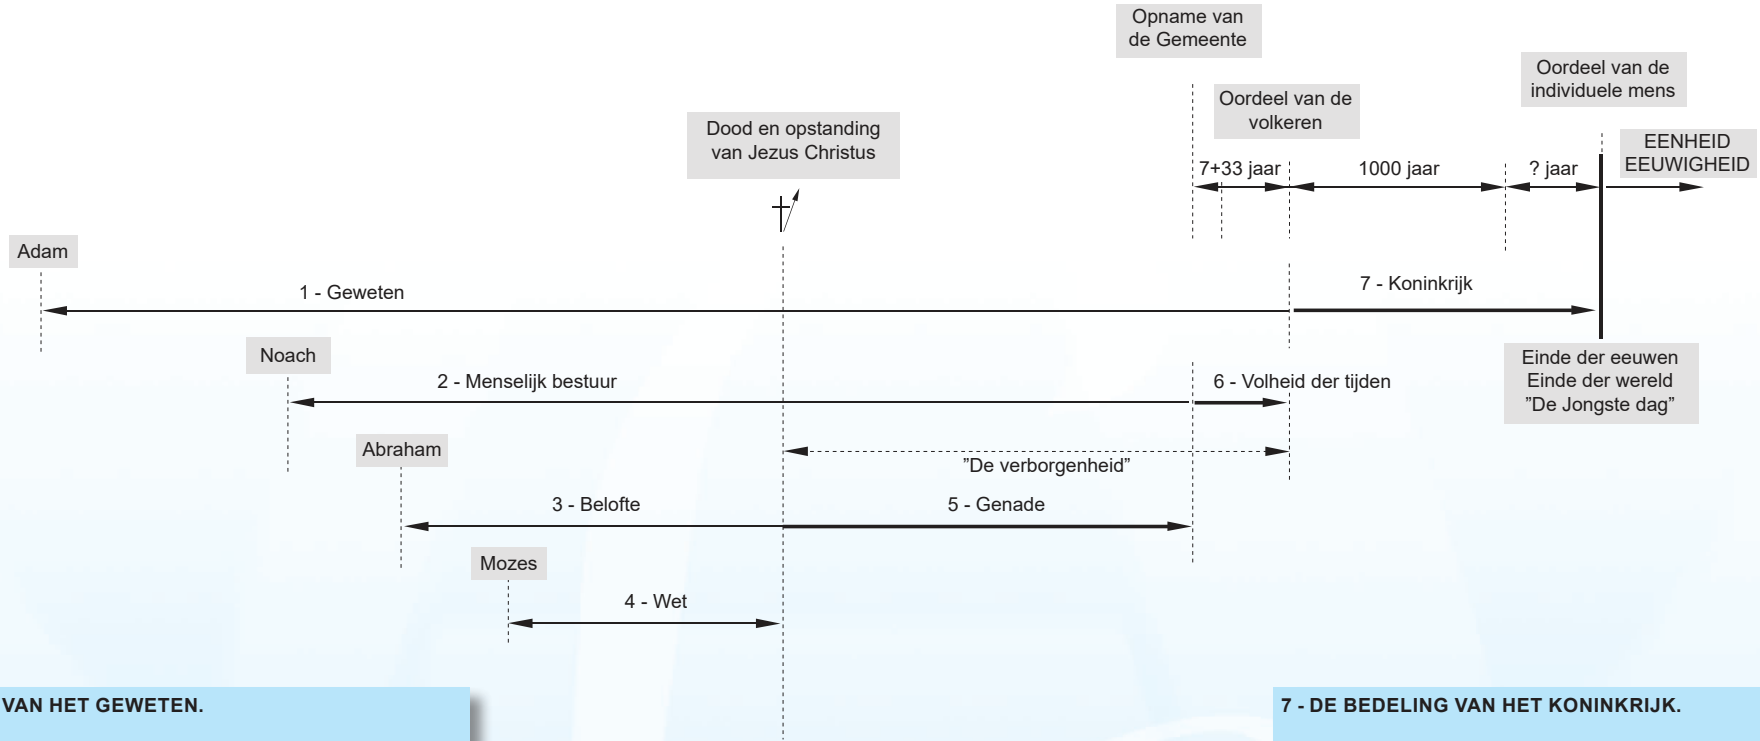 Opname van
de Gemeente
Oordeel van de
individuele mens
Oordeel van de
volkeren
Dood en opstanding
van Jezus Christus
EENHEID
EEUWIGHEID
7+33 jaar
1000 jaar
? jaar
Adam
1 - Geweten
7 - Koninkrijk
Noach
2 - Menselijk bestuur
6 - Volheid der tijden
Einde der eeuwen
Einde der wereld
”De Jongste dag”
Abraham
”De verborgenheid”
3 - Belofte
5 - Genade
Mozes
4 - Wet
VAN HET GEWETEN.
7 - DE BEDELING VAN HET KONINKRIJK.